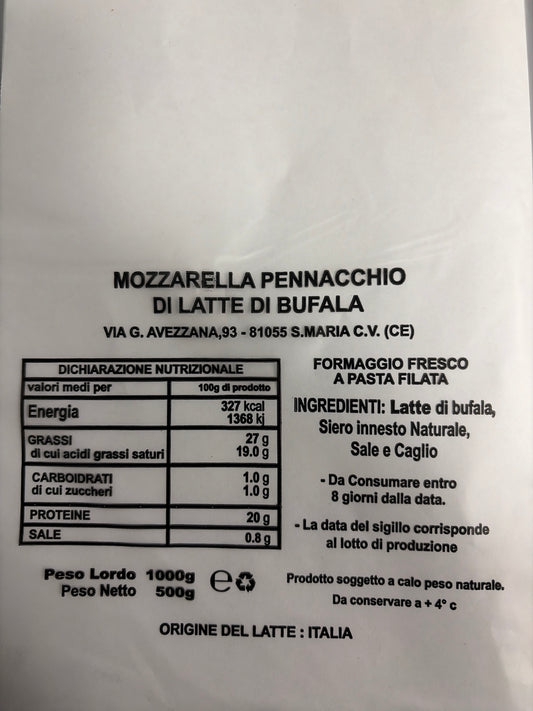 MOZZARELLA PENNACCHIO
DI LATTE DI BUFALA
VIA G. AVEZZANA,93 - 81055 S.MARIA C.V. (CE)
DICHIARAZIONE NUTRIZIONALE
valori medi per 100g di prodotto
Energia 327 kcal
1368 kj
GRASSI 27 g
di cui acidi grassi saturi 19.0 g
CARBOIDRATI 1.0 g
di cui zuccheri 1.0 g
PROTEINE 20 g
SALE 0.8 g
FORMAGGIO FRESCO
A PASTA FILATA
INGREDIENTI: Latte di bufala,
Siero innesto Naturale,
Sale e Caglio
- Da Consumare entro
8 giorni dalla data.
- La data del sigillo corrisponde
al lotto di produzione
Peso Lordo 1000g
Peso Netto 500g
e
Prodotto soggetto a calo peso naturale.
Da conservare a + 4° c
ORIGINE DEL LATTE : ITALIA